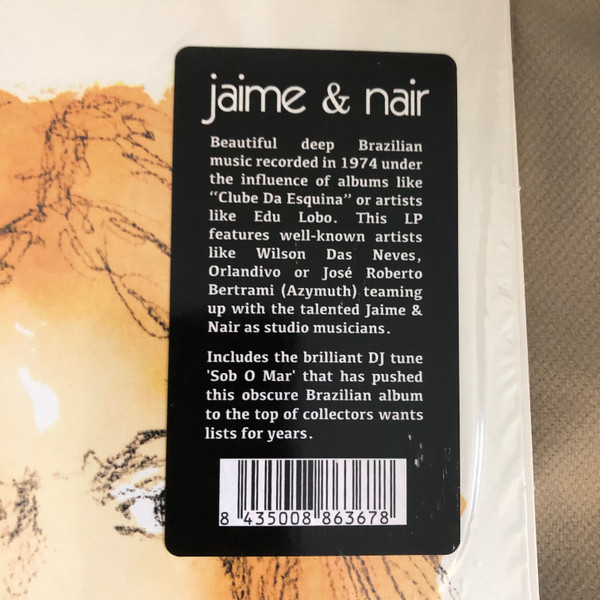 jaime & nair
Beautiful deep Brazilian
music recorded in 1974 under
the influence of albums like
“Clube Da Esquina” or artists
like Edu Lobo. This LP
features well-known artists
like Wilson Das Neves,
Orlandivo or José Roberto
Bertrami (Azymuth) teaming
up with the talented Jaime &
Nair as studio musicians.
Includes the brilliant DJ tune
'Sob O Mar' that has pushed
this obscure Brazilian album
to the top of collectors wants
lists for years.
8 435008 863678